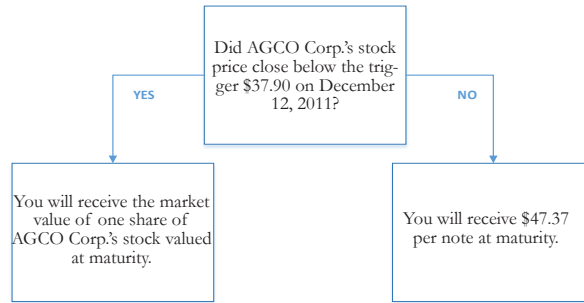 Did AGCO Corp.'s stock
price close below the trig-
ger $37.90 on December
12, 2011?
YES
NO
You will receive the market
value of one share of
AGCO Corp.'s stock valued
at maturity.
You will receive $47.37
per note at maturity.